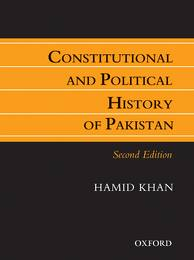 CONSTITUTIONAL
AND POLITICAL
HISTORY
OF PAKISTAN
Second Edition
HAMID KHAN
OXFORD